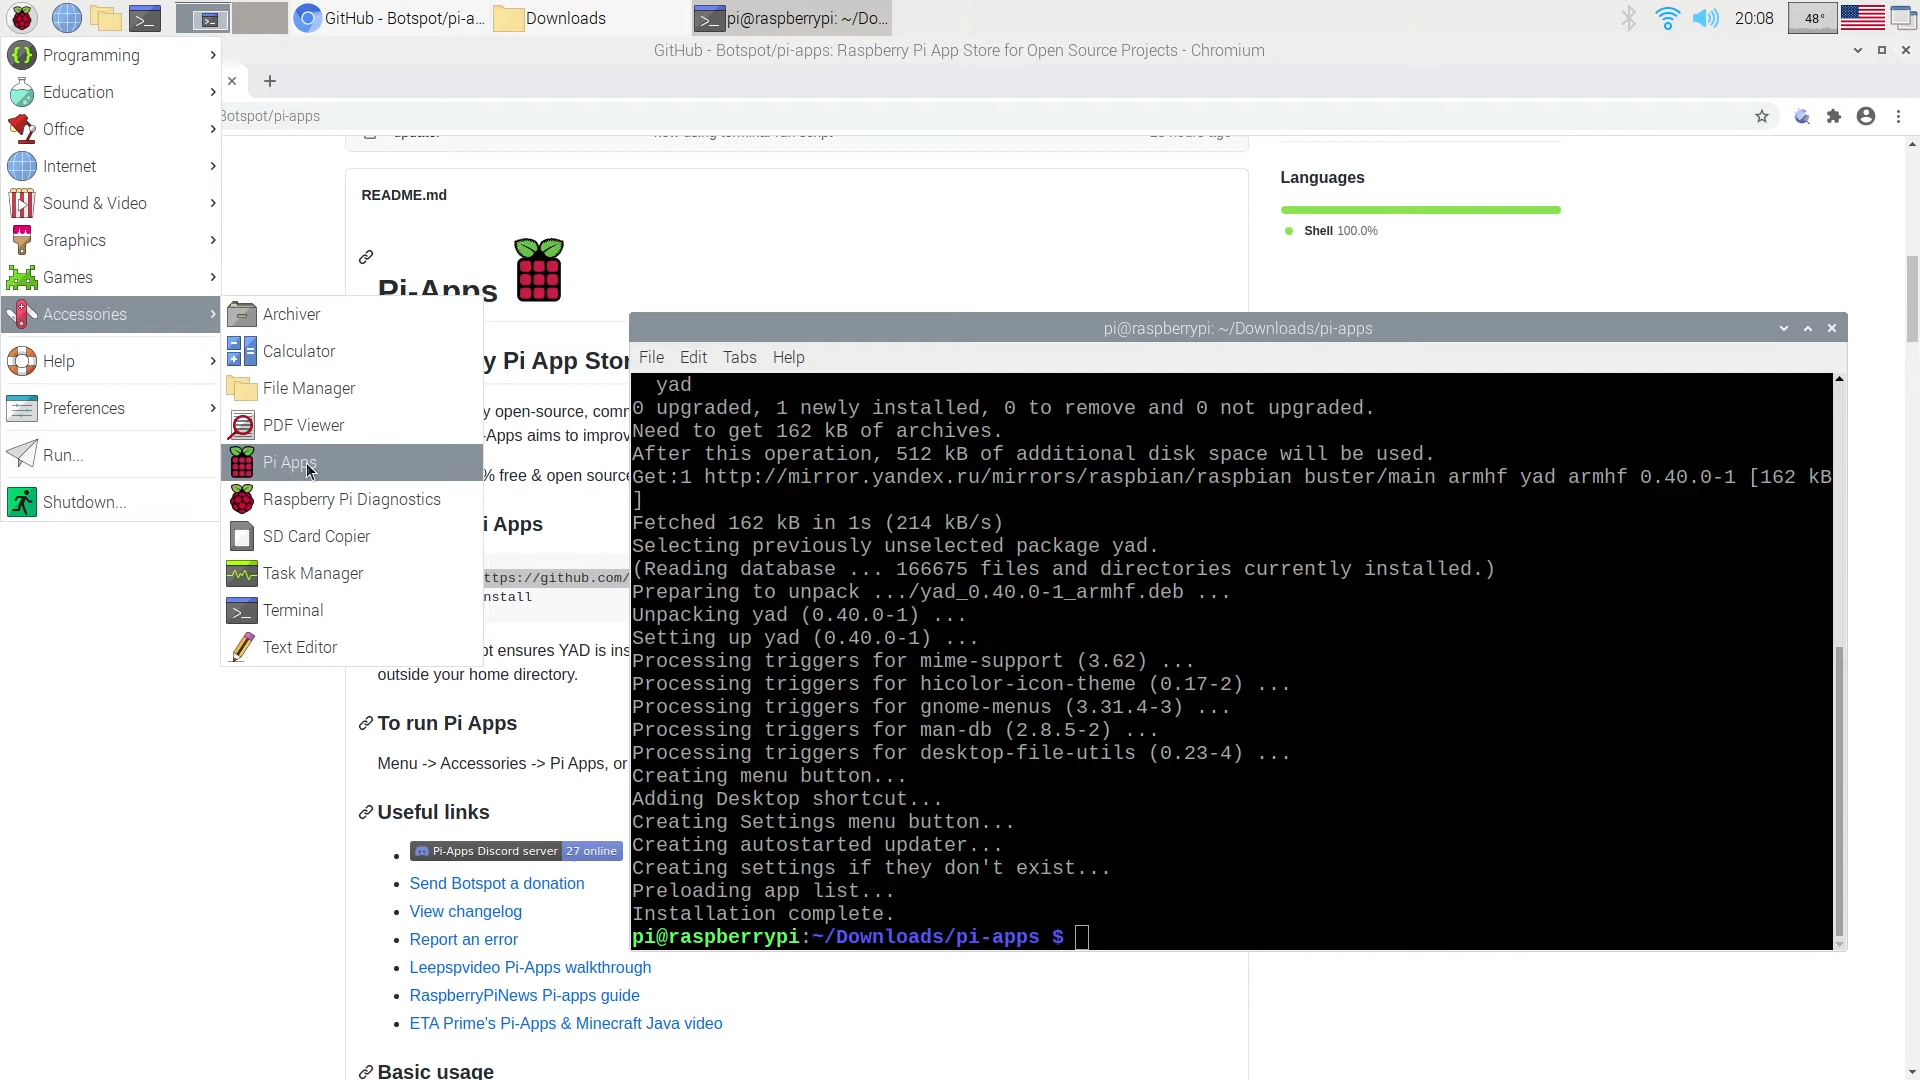 GitHub - Botspot/pi-a...
Downloads
pi@raspberrypi: ~/Do...
20:08
48°
GitHub - Botspot/pi-apps: Raspberry Pi App Store for Open Source Projects - Chromium
Programming
Education
Office
Internet
Sound & Video
Graphics
Games
Accessories
Help
Preferences
Run...
Shutdown...
Archiver
Calculator
File Manager
PDF Viewer
Pi Apps
Raspberry Pi Diagnostics
SD Card Copier
Task Manager
Terminal
Text Editor
Botspot/pi-apps
README.md
Pi-Apps
y Pi App Stor
y open-source, comm
-Apps aims to improv
% free & open source
i Apps
ttps://github.com/
nstall
ot ensures YAD is ins
outside your home directory.
To run Pi Apps
Menu -> Accessories -> Pi Apps, or
Useful links
Pi-Apps Discord server 27 online
Send Botspot a donation
View changelog
Report an error
Leepspvideo Pi-Apps walkthrough
RaspberryPiNews Pi-apps guide
ETA Prime's Pi-Apps & Minecraft Java video
Basic usage
Languages
Shell 100.0%
pi@raspberrypi: ~/Downloads/pi-apps
File Edit Tabs Help
yad
0 upgraded, 1 newly installed, 0 to remove and 0 not upgraded.
Need to get 162 kB of archives.
After this operation, 512 kB of additional disk space will be used.
Get:1 http://mirror.yandex.ru/mirrors/raspbian/raspbian buster/main armhf yad armhf 0.40.0-1 [162 kB
]
Fetched 162 kB in 1s (214 kB/s)
Selecting previously unselected package yad.
(Reading database ... 166675 files and directories currently installed.)
Preparing to unpack .../yad_0.40.0-1_armhf.deb ...
Unpacking yad (0.40.0-1) ...
Setting up yad (0.40.0-1) ...
Processing triggers for mime-support (3.62) ...
Processing triggers for hicolor-icon-theme (0.17-2) ...
Processing triggers for gnome-menus (3.31.4-3) ...
Processing triggers for man-db (2.8.5-2) ...
Processing triggers for desktop-file-utils (0.23-4) ...
Creating menu button...
Adding Desktop shortcut...
Creating Settings menu button...
Creating autostarted updater...
Creating settings if they don't exist...
Preloading app list...
Installation complete.
pi@raspberrypi:~/Downloads/pi-apps $